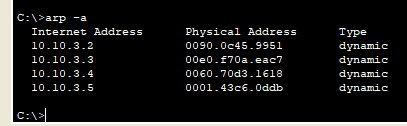 C:\>arp -a
Internet Address Physical Address Type
10.10.3.2 0090.0c45.9951 dynamic
10.10.3.3 00e0.f70a.eac7 dynamic
10.10.3.4 0060.70d3.1618 dynamic
10.10.3.5 0001.43c6.0ddb dynamic
C:\>